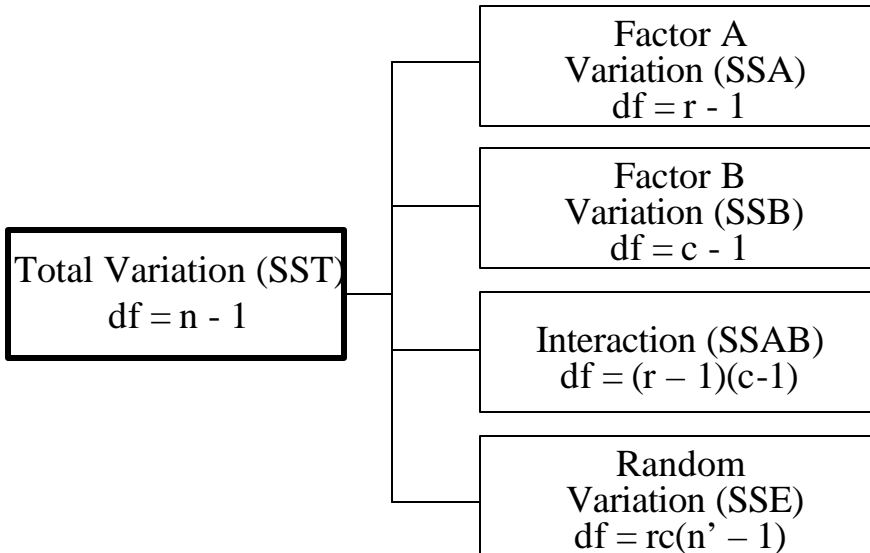 Factor A
Variation (SSA)
df = r - 1
Factor B
Variation (SSB)
df = c - 1
Total Variation (SST)
df = n - 1
Interaction (SSAB)
df = (r – 1)(c-1)
Random
Variation (SSE)
df = rc(n’ – 1)